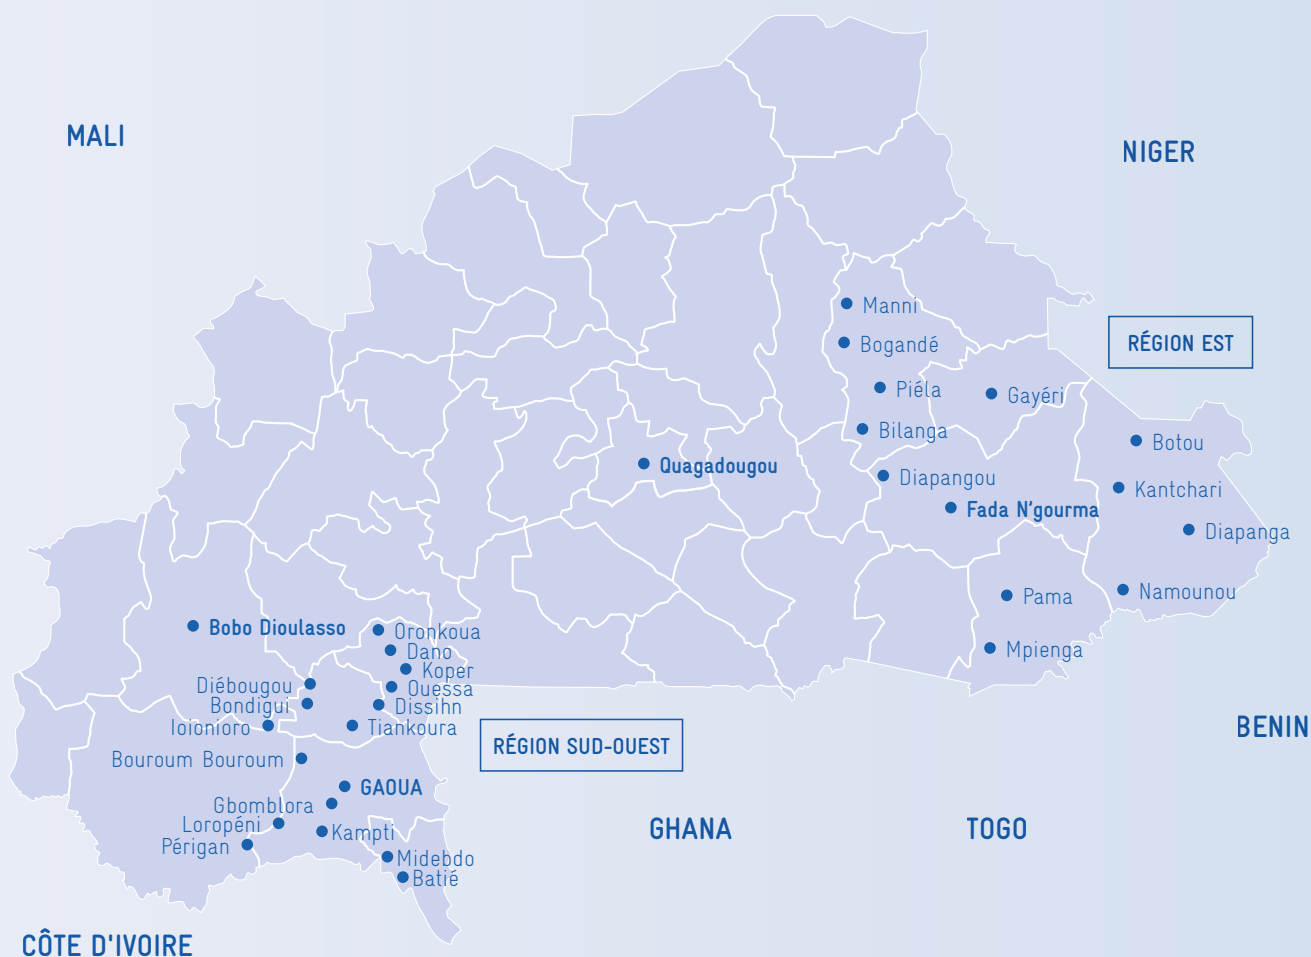 MALI
NIGER
Manni
RÉGION EST
Bogandé
Piéla
Gayéri
Bilanga
Botou
Quagadougou
Diapangou
Kantchari
Fada N'gourma
Diapanga
Namounou
Pama
Bobo Dioulasso
Oronkoua
Dano
Mpienga
Koper
Diébougou
Ouessa
Bondigui
Dissihn
Ioionioro
Tiankoura
BENIN
RÉGION SUD-OUEST
Bouroum Bouroum
GAOUA
Gbomblora
Loropéni
GHANA
TOGO
Kampti
Périgan
Midebdo
Batié
CÔTE D'IVOIRE